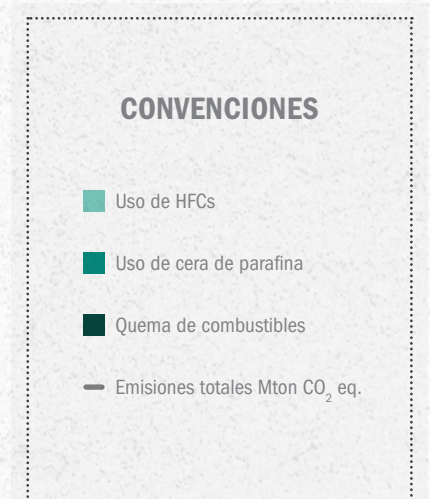 CONVENCIONES
Uso de HFCs
Uso de cera de parafina
Quema de combustibles
Emisiones totales Mton CO₂ eq.